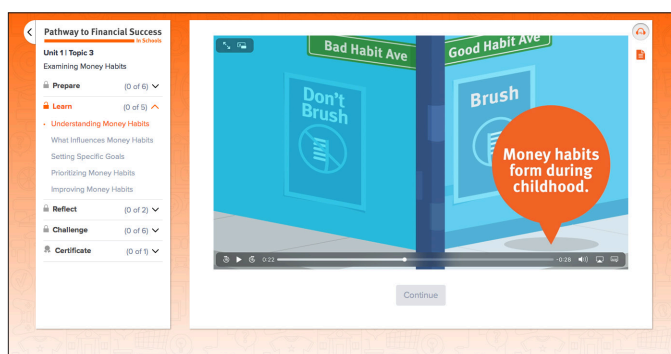 Pathway to Financial Success
In Schools
Unit 1 | Topic 3
Examining Money Habits
Prepare (0 of 6)
Learn (0 of 5)
Understanding Money Habits
What Influences Money Habits
Setting Specific Goals
Prioritizing Money Habits
Improving Money Habits
Reflect (0 of 2)
Challenge (0 of 6)
Certificate (0 of 1)
Bad Habit Ave
Good Habit Ave
Don't
Brush
Brush
Money habits
form during
childhood.
0:22
-0:28
Continue